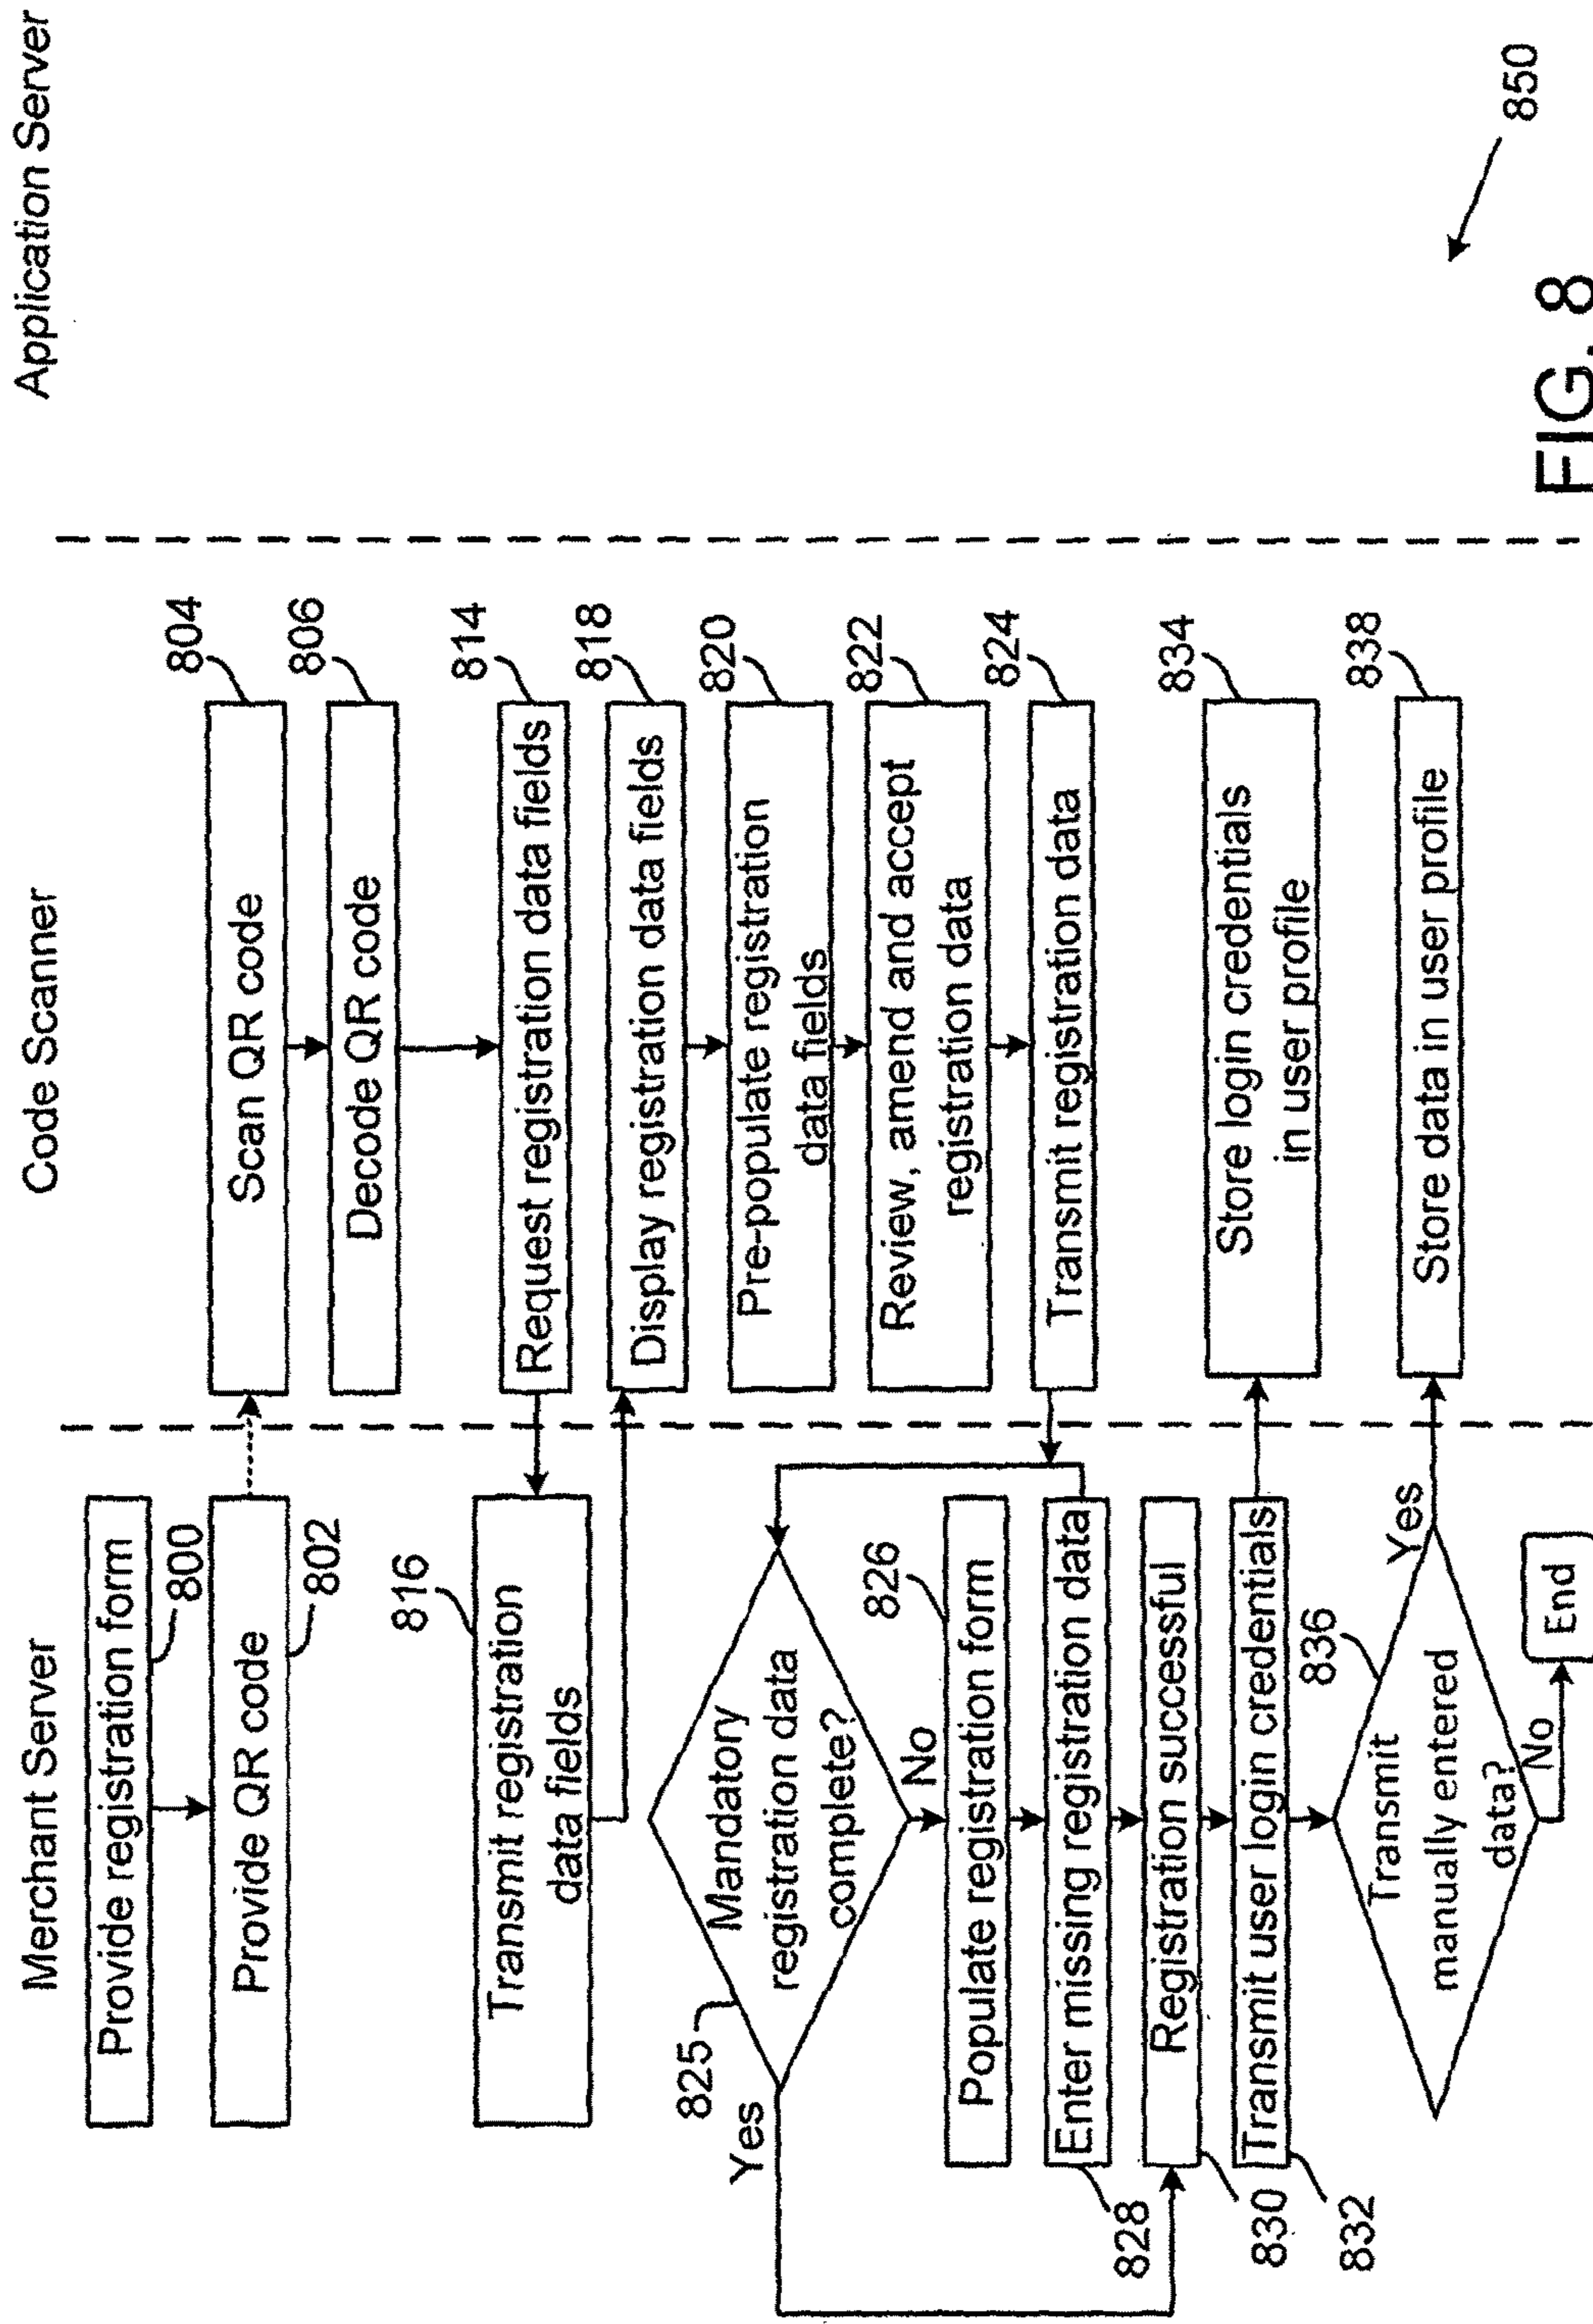 Merchant Server
Code Scanner
Application Server
Provide registration form
800
Provide QR code
802
Scan QR code
804
Decode QR code
806
Request registration data fields
814
816
Transmit registration
data fields
Display registration data fields
818
Pre-populate registration
data fields
820
Review, amend and accept
registration data
822
Transmit registration data
824
825
Mandatory
registration data
complete?
Yes
No
826
Populate registration form
Enter missing registration data
828
Registration successful
830
Transmit user login credentials
832
Store login credentials
in user profile
834
836
Transmit
manually entered
data?
Yes
No
End
Store data in user profile
838
850
FIG. 8